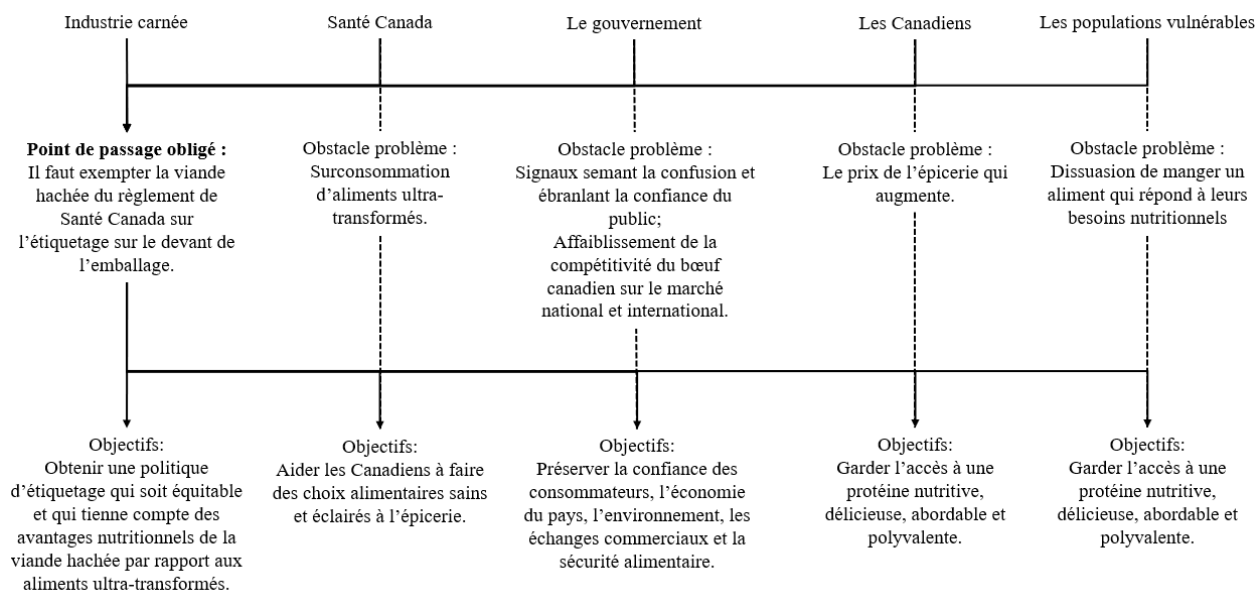 Industrie carnée
Santé Canada
Le gouvernement
Les Canadiens
Les populations vulnérables
Point de passage obligé :
Il faut exempter la viande
hachée du règlement de
Santé Canada sur
l’étiquetage sur le devant de
l’emballage.
Obstacle problème :
Surconsommation
d’aliments ultra-
transformés.
Obstacle problème :
Signaux semant la confusion et
ébranlant la confiance du
public;
Affaiblissement de la
compétitivité du bœuf
canadien sur le marché
national et international.
Obstacle problème :
Le prix de l’épicerie qui
augmente.
Obstacle problème :
Dissuasion de manger un
aliment qui répond à leurs
besoins nutritionnels
Objectifs:
Obtenir une politique
d’étiquetage qui soit équitable
et qui tienne compte des
avantages nutritionnels de la
viande hachée par rapport aux
aliments ultra-transformés.
Objectifs:
Aider les Canadiens à faire
des choix alimentaires sains
et éclairés à l’épicerie.
Objectifs:
Préserver la confiance des
consommateurs, l’économie
du pays, l’environnement, les
échanges commerciaux et la
sécurité alimentaire.
Objectifs:
Garder l’accès à une
protéine nutritive,
délicieuse, abordable et
polyvalente.
Objectifs:
Garder l’accès à une
protéine nutritive,
délicieuse, abordable et
polyvalente.